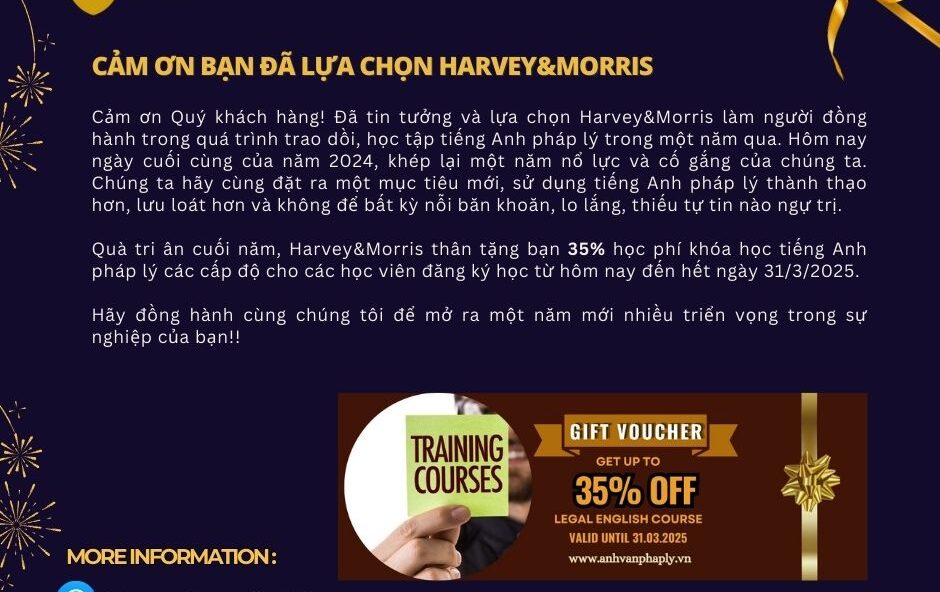 CẢM ƠN BẠN ĐÃ LỰA CHỌN HARVEY&MORRIS
Cảm ơn Quý khách hàng! Đã tin tưởng và lựa chọn Harvey&Morris làm người đồng
hành trong quá trình trao dồi, học tập tiếng Anh pháp lý trong một năm qua. Hôm nay
ngày cuối cùng của năm 2024, khép lại một năm nổ lực và cố gắng của chúng ta.
Chúng ta hãy cùng đặt ra một mục tiêu mới, sử dụng tiếng Anh pháp lý thành thạo
hơn, lưu loát hơn và không để bất kỳ nỗi băn khoăn, lo lắng, thiếu tự tin nào ngự trị.
Quà tri ân cuối năm, Harvey&Morris thân tặng bạn 35% học phí khóa học tiếng Anh
pháp lý các cấp độ cho các học viên đăng ký học từ hôm nay đến hết ngày 31/3/2025.
Hãy đồng hành cùng chúng tôi để mở ra một năm mới nhiều triển vọng trong sự
nghiệp của bạn!!
TRAINING
COURSES
GIFT VOUCHER
GET UP TO
35% OFF
LEGAL ENGLISH COURSE
VALID UNTIL 31.03.2025
www.anhvanphaply.vn
MORE INFORMATION :